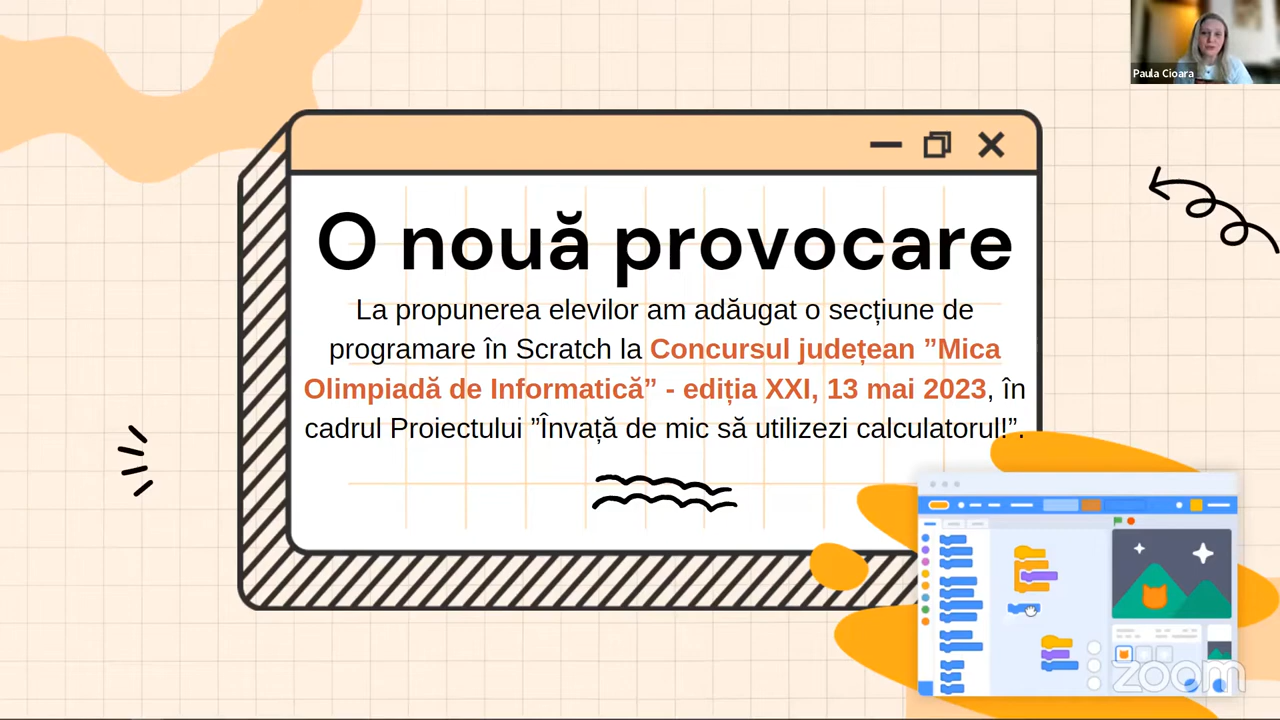 Paula Cioara
O nouă provocare
La propunerea elevilor am adăugat o secțiune de
programare în Scratch la Concursul județean ”Mica
Olimpiadă de Informatică” - ediția XXI, 13 mai 2023, în
cadrul Proiectului ”Învață de mic să utilizezi calculatorul!”.
zoom